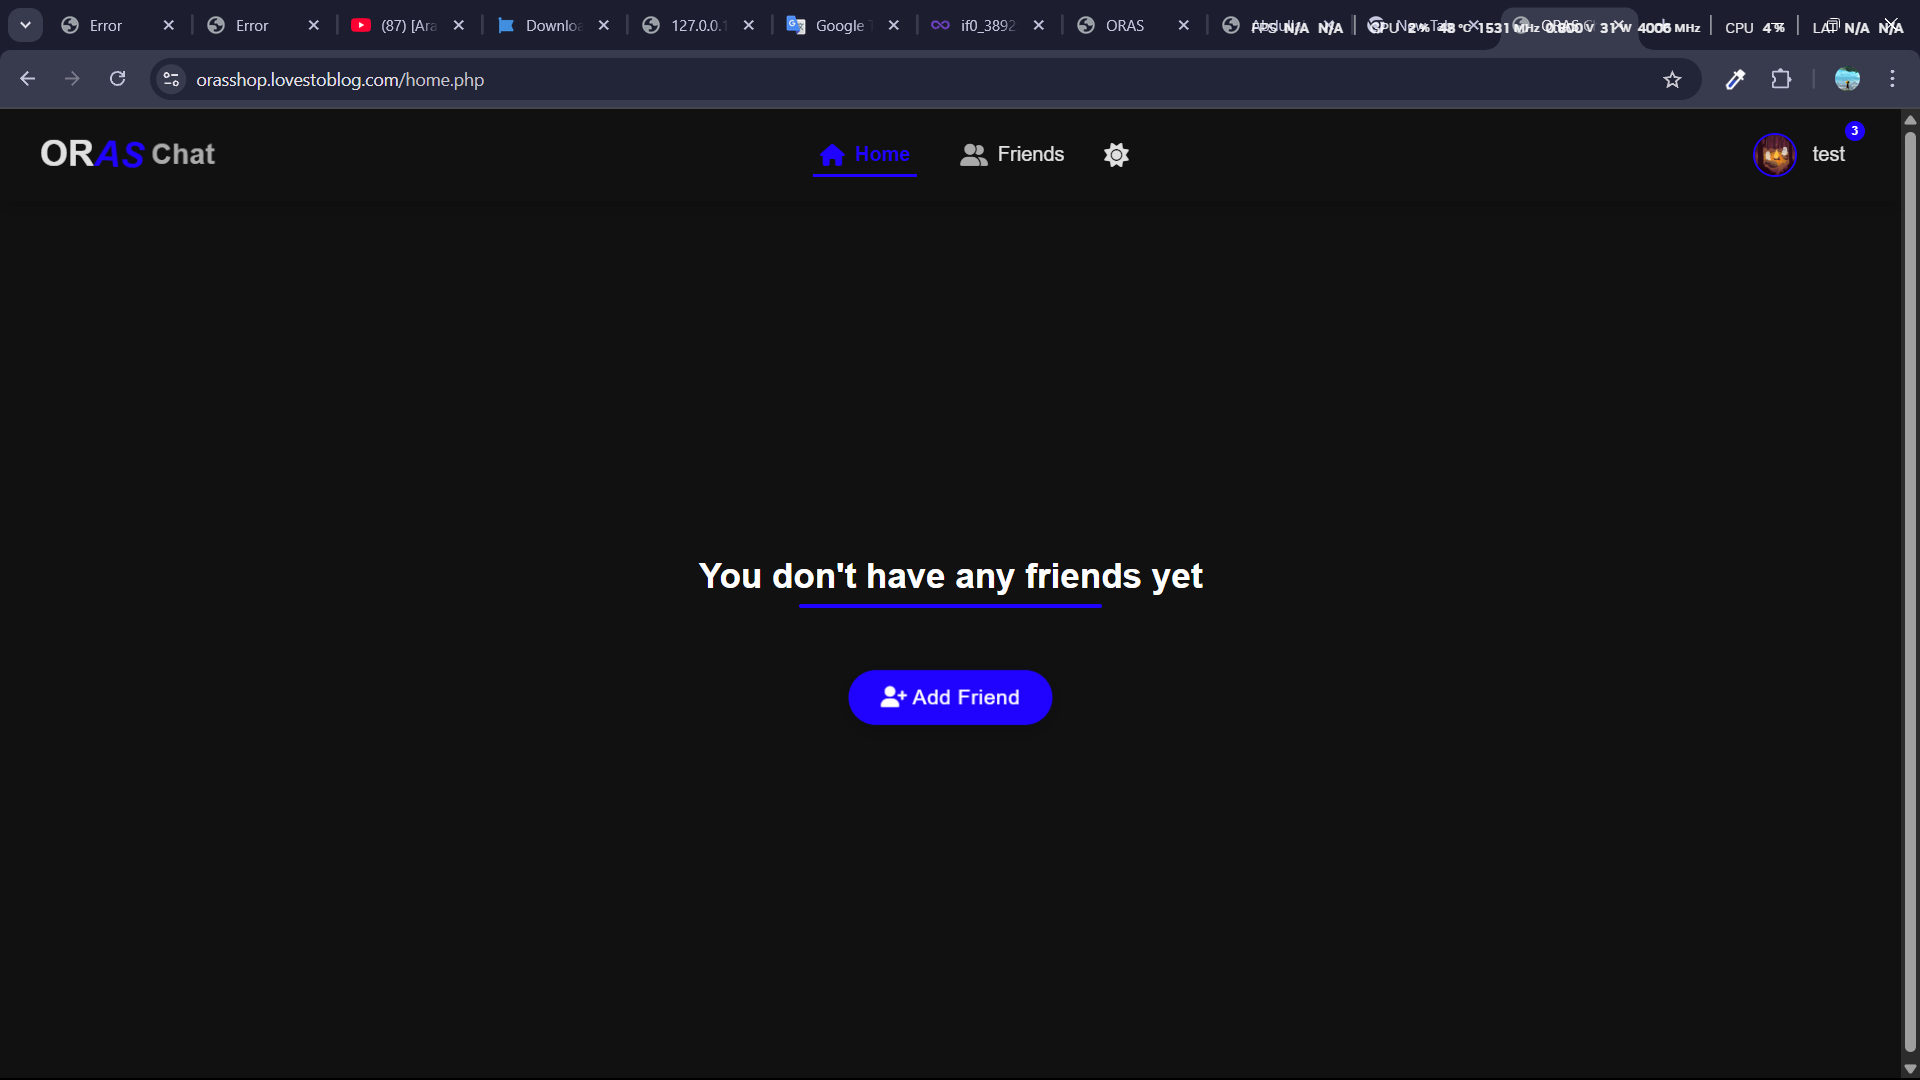 Error
Error
(87) [Ara
Downloa
127.0.0.1
Google T
if0_3892
ORAS
FPS N/A N/A
GPU 2 % 48 °C 1531 MHz 0.800 V 31 W 4006 MHz
CPU 4 %
LAT N/A N/A
orasshop.lovestoblog.com/home.php
ORAS Chat
Home
Friends
3
test
You don't have any friends yet
Add Friend